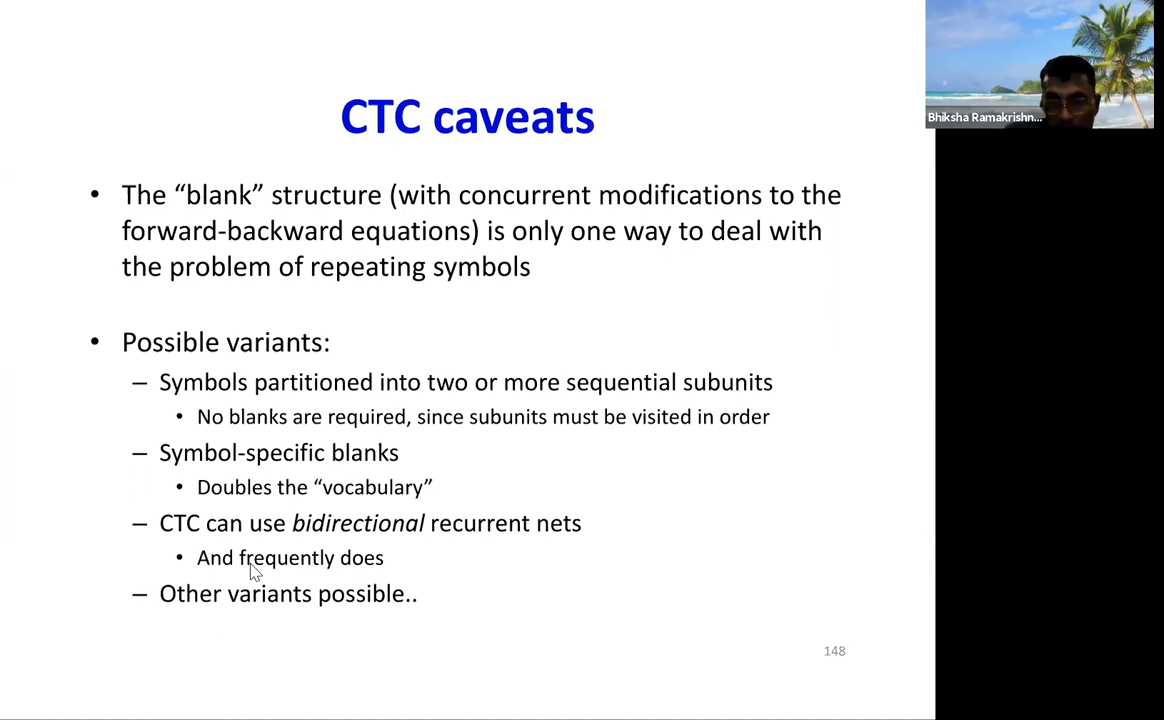 CTC caveats
Bhiksha Ramakrishn...
• The “blank” structure (with concurrent modifications to the
forward-backward equations) is only one way to deal with
the problem of repeating symbols
• Possible variants:
– Symbols partitioned into two or more sequential subunits
• No blanks are required, since subunits must be visited in order
– Symbol-specific blanks
• Doubles the “vocabulary”
– CTC can use bidirectional recurrent nets
• And frequently does
– Other variants possible..
148